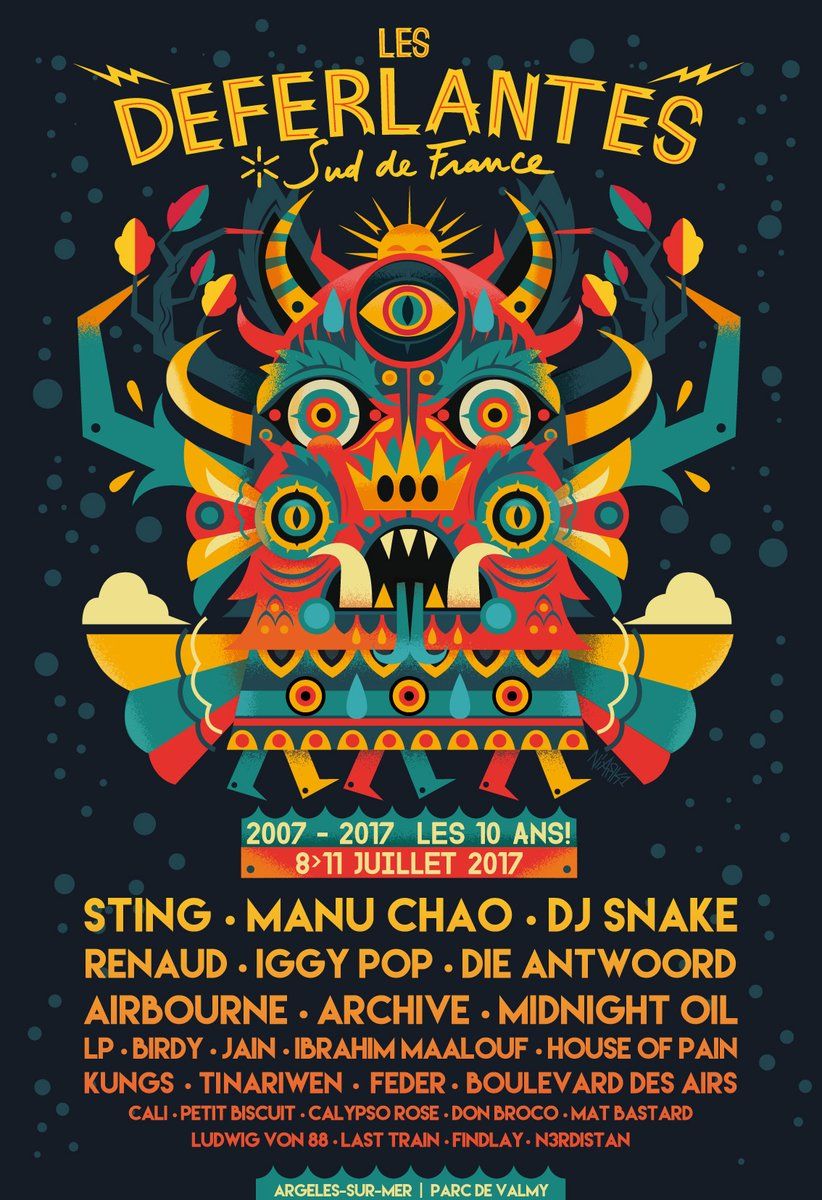 LES
DEFERLANTES
Sud de France
2007 - 2017 LES 10 ANS!
8>11 JUILLET 2017
STING • MANU CHAO • DJ SNAKE
RENAUD • IGGY POP • DIE ANTWOORD
AIRBOURNE • ARCHIVE • MIDNIGHT OIL
LP • BIRDY • JAIN • IBRAHIM MAALOUF • HOUSE OF PAIN
KUNGS • TINARIWEN • FEDER • BOULEVARD DES AIRS
CALI • PETIT BISCUIT • CALYPSO ROSE • DON BROCO • MAT BASTARD
LUDWIG VON 88 • LAST TRAIN • FINDLAY • N3RDISTAN
ARGELES-SUR-MER | PARC DE VALMY